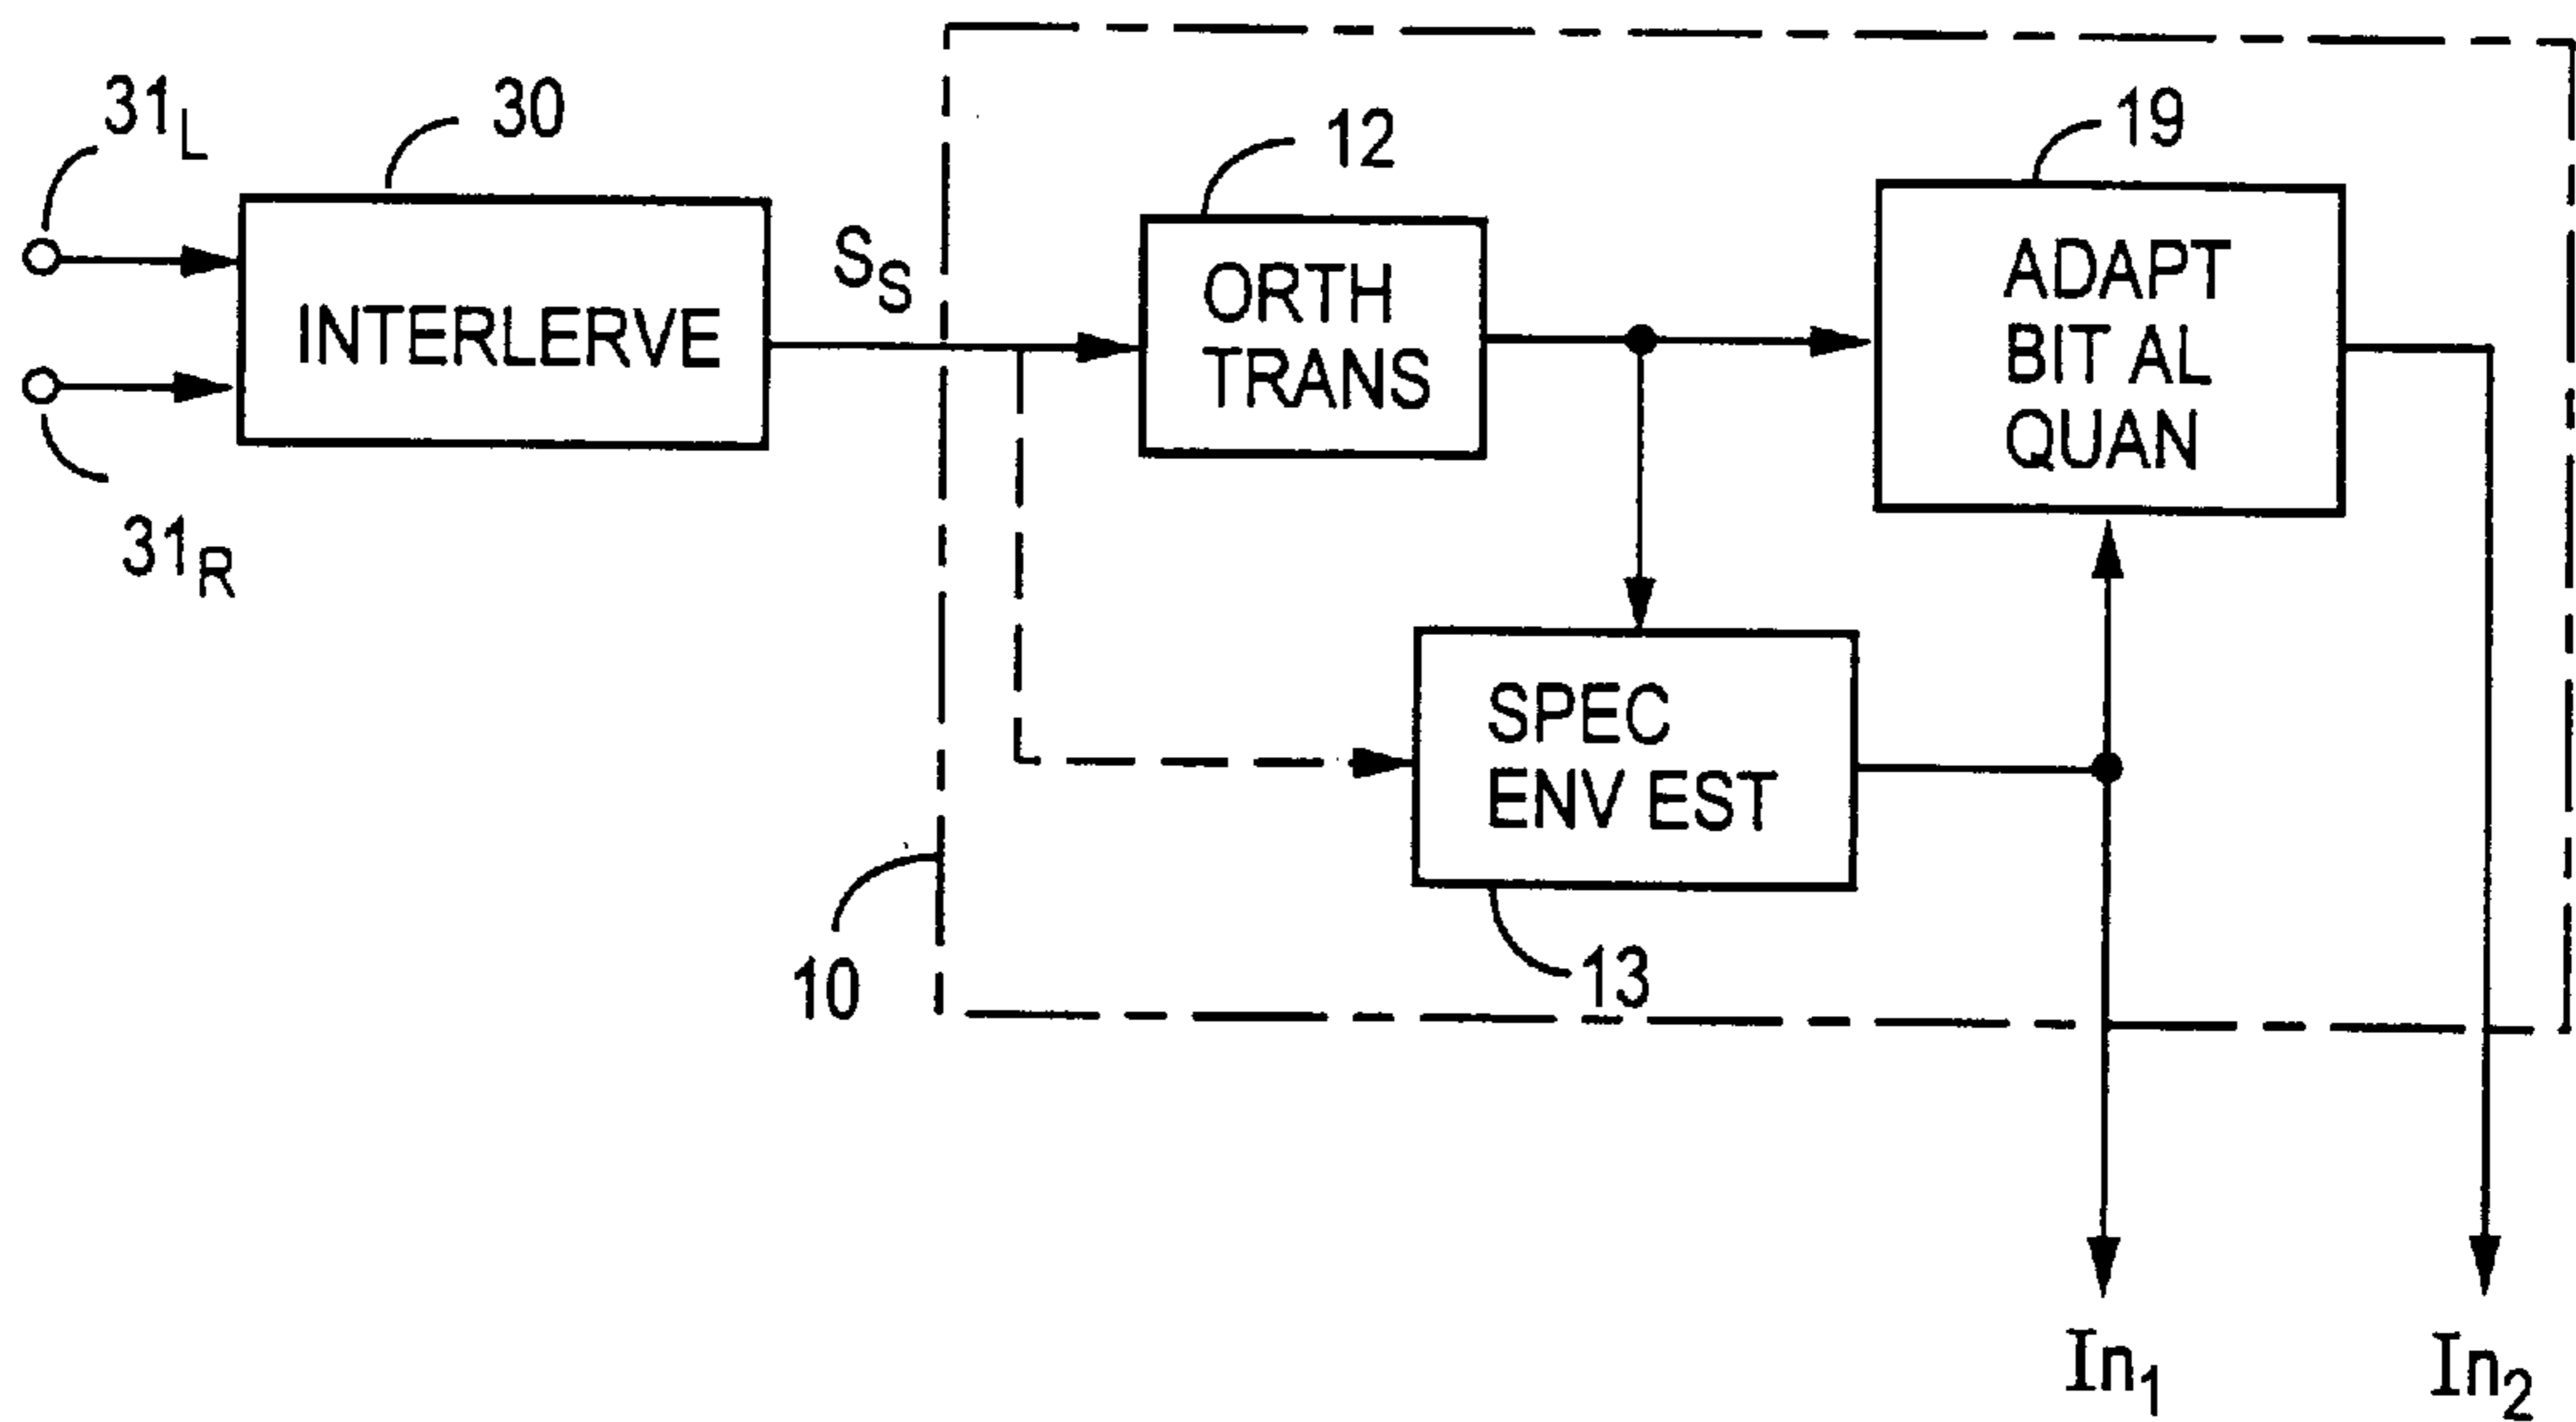 31L
30
12
19
INTERLERVE
SS
ORTH
TRANS
ADAPT
BIT AL
QUAN
31R
SPEC
ENV EST
10
13
In1
In2